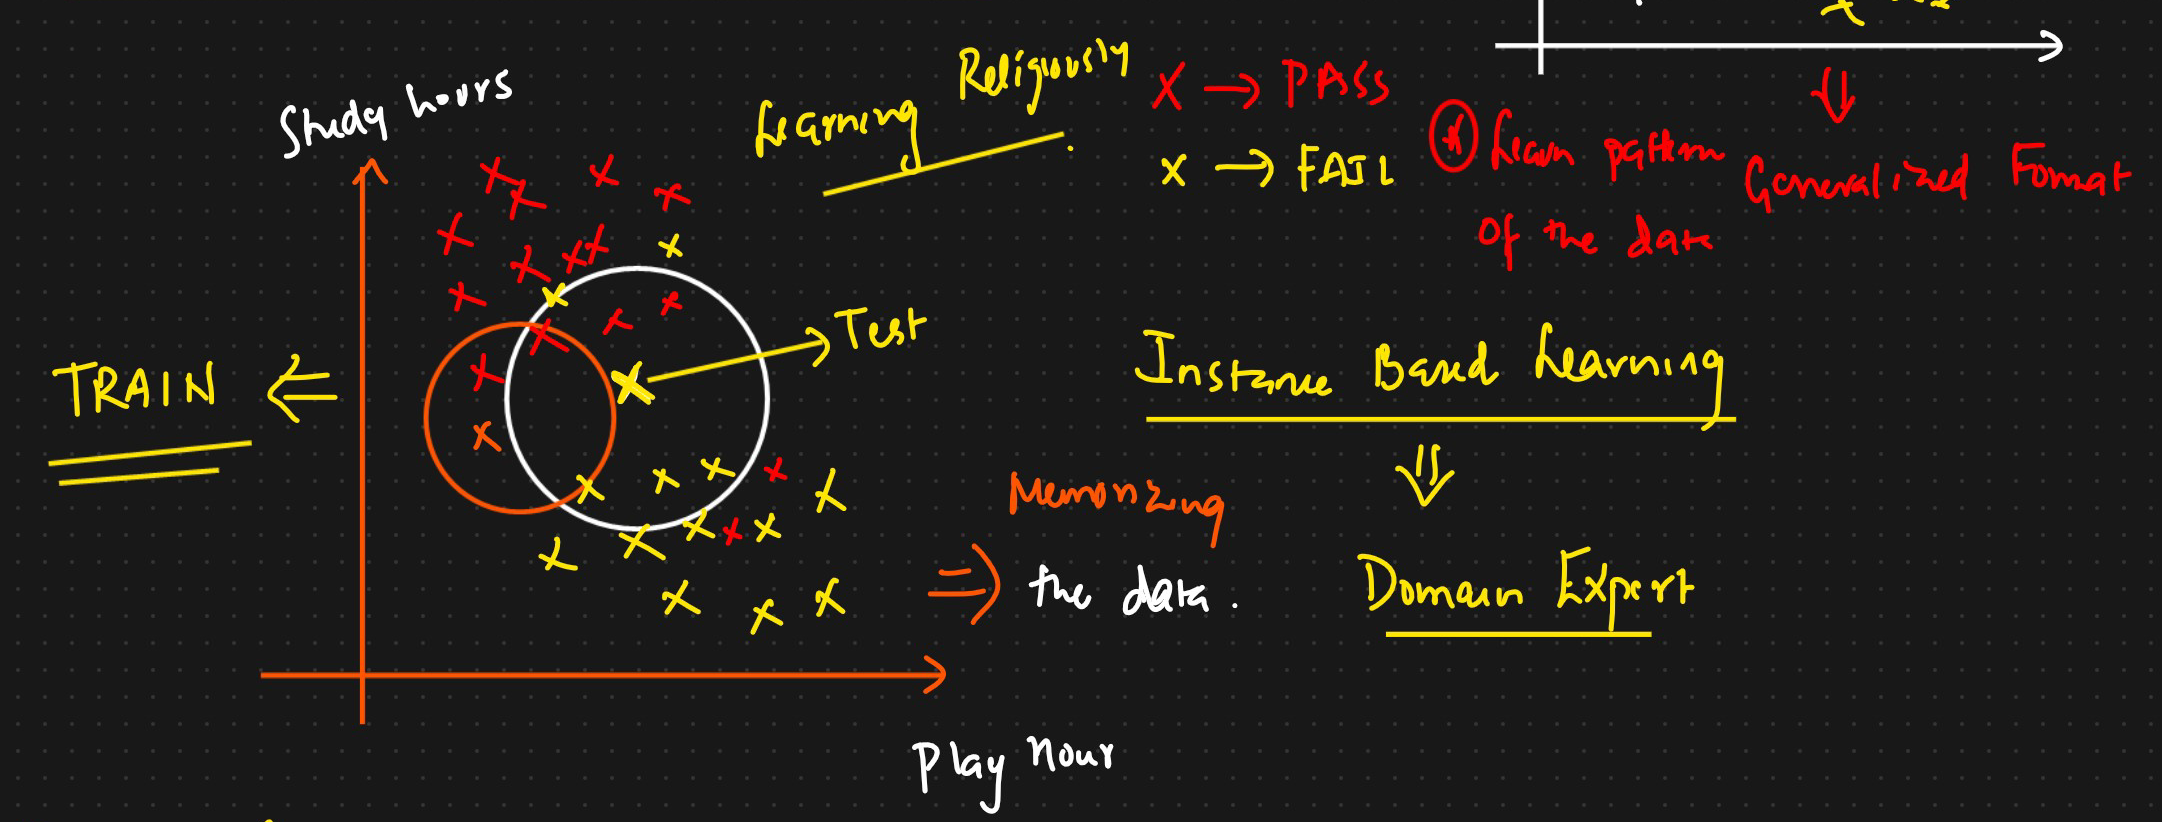 Study hours
Learning Religiously
X → PASS
x → FAIL
Learn pattern
of the data
Generalized Format
Test
TRAIN ⇐
Instance Based Learning
Memorizing
⇒ the data.
Domain Expert
Play Hour